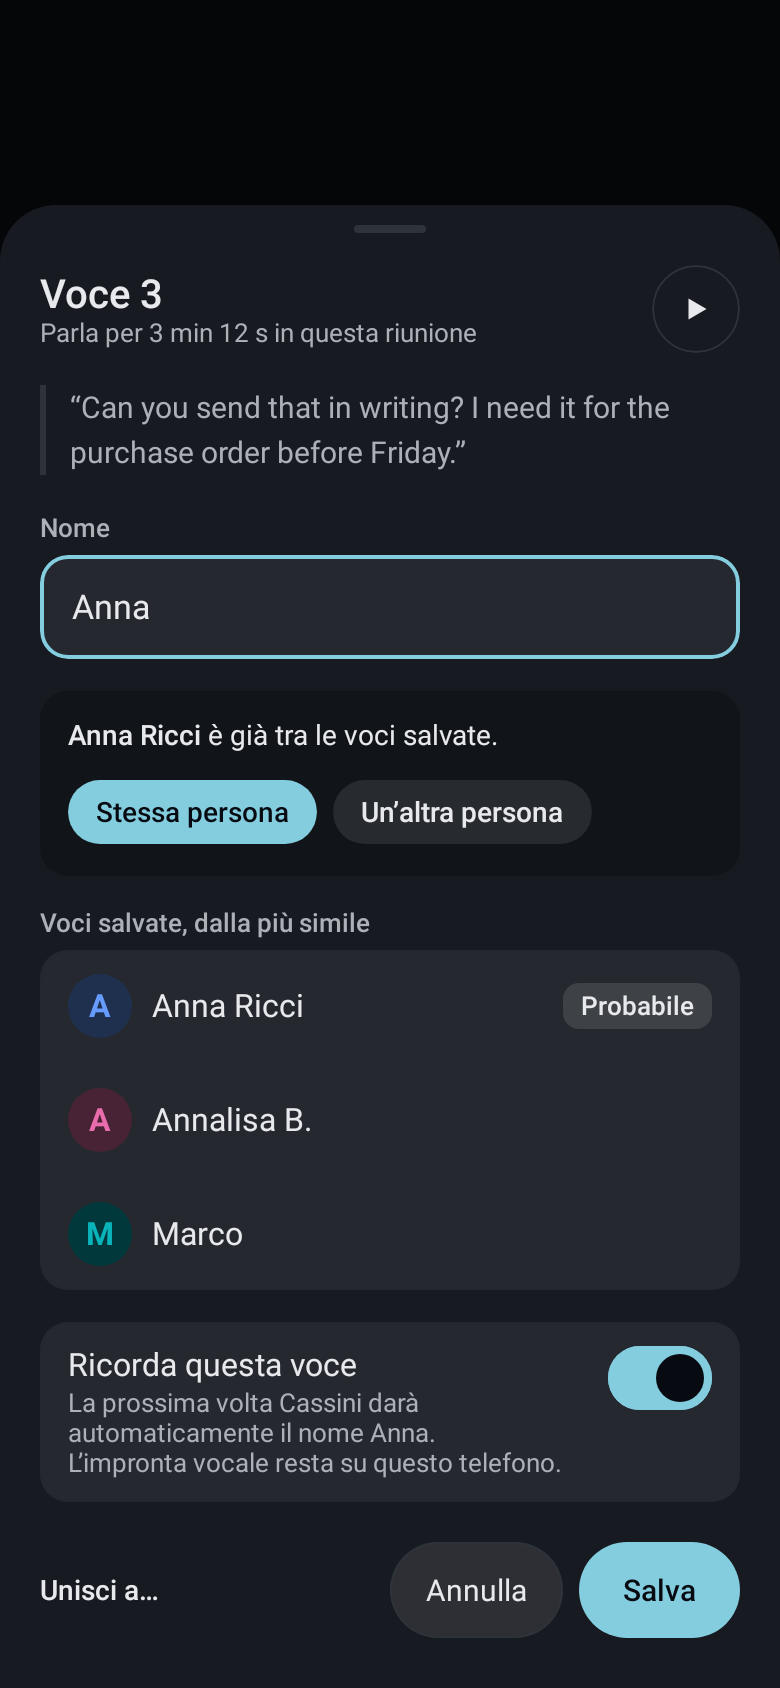 Voce 3
Parla per 3 min 12 s in questa riunione
“Can you send that in writing? I need it for the
purchase order before Friday.”
Nome
Anna
Anna Ricci è già tra le voci salvate.
Stessa persona
Un’altra persona
Voci salvate, dalla più simile
A
Anna Ricci
Probabile
A
Annalisa B.
M
Marco
Ricorda questa voce
La prossima volta Cassini darà
automaticamente il nome Anna.
L’impronta vocale resta su questo telefono.
Unisci a…
Annulla
Salva